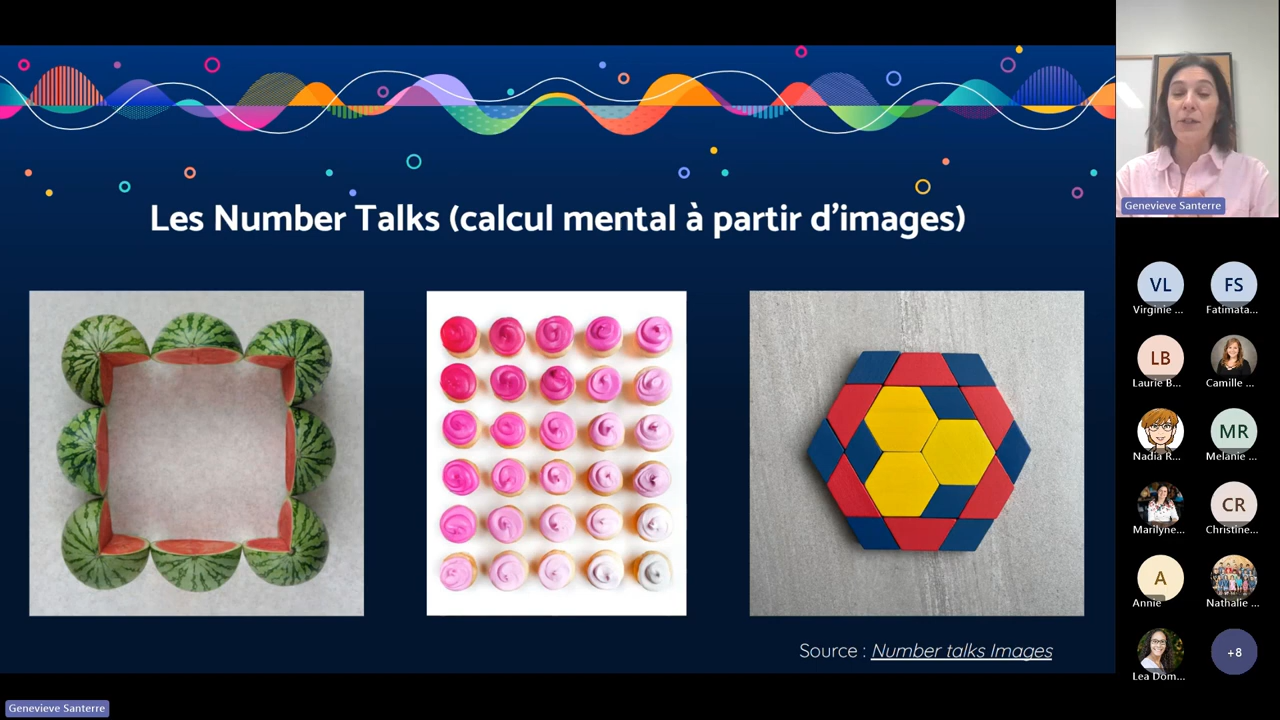 Les Number Talks (calcul mental à partir d'images)
Source : Number talks Images
Genevieve Santerre
VL
Virginie ...
FS
Fatimata...
LB
Laurie B...
Camille ...
Nadia R...
MR
Melanie ...
Marilyne...
CR
Christine...
A
Annie
Nathalie ...
Lea Dom...
+8
Genevieve Santerre